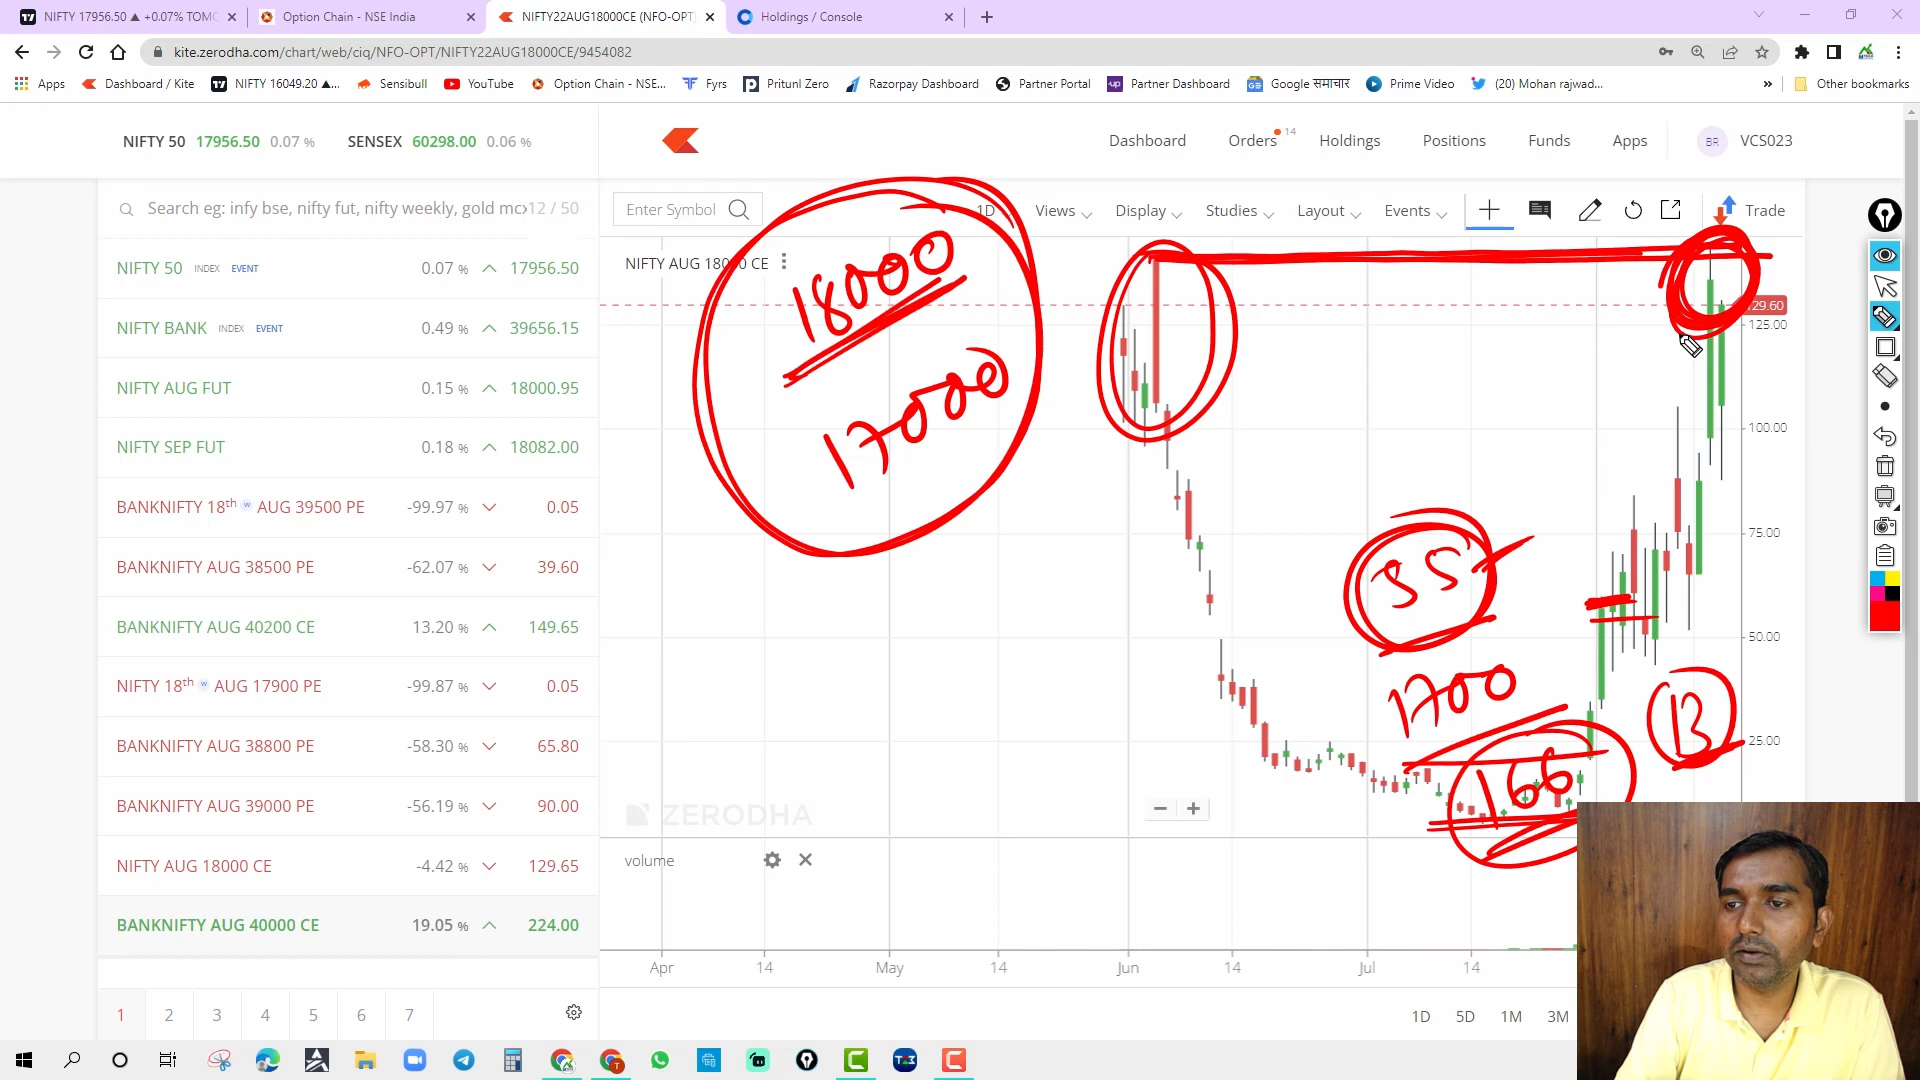 NIFTY 17956.50 ▲ +0.07% TOMO
Option Chain - NSE India
NIFTY22AUG18000CE (NFO-OPT)
Holdings / Console
kite.zerodha.com/chart/web/ciq/NFO-OPT/NIFTY22AUG18000CE/9454082
Apps
Dashboard / Kite
NIFTY 16049.20 ▲...
Sensibull
YouTube
Option Chain - NSE...
Fyrs
Pritunl Zero
Razorpay Dashboard
Partner Portal
Partner Dashboard
Google समाचार
Prime Video
(20) Mohan rajwad...
»
Other bookmarks
NIFTY 50 17956.50 0.07 %
SENSEX 60298.00 0.06 %
Dashboard
Orders 14
Holdings
Positions
Funds
Apps
BR
VCS023
Search eg: infy bse, nifty fut, nifty weekly, gold mcx
12 / 50
NIFTY 50 INDEX EVENT 0.07 % 17956.50
NIFTY BANK INDEX EVENT 0.49 % 39656.15
NIFTY AUG FUT 0.15 % 18000.95
NIFTY SEP FUT 0.18 % 18082.00
BANKNIFTY 18th w AUG 39500 PE -99.97 % 0.05
BANKNIFTY AUG 38500 PE -62.07 % 39.60
BANKNIFTY AUG 40200 CE 13.20 % 149.65
NIFTY 18th w AUG 17900 PE -99.87 % 0.05
BANKNIFTY AUG 38800 PE -58.30 % 65.80
BANKNIFTY AUG 39000 PE -56.19 % 90.00
NIFTY AUG 18000 CE -4.42 % 129.65
BANKNIFTY AUG 40000 CE 19.05 % 224.00
1 2 3 4 5 6 7
Enter Symbol
1D
Views
Display
Studies
Layout
Events
Trade
NIFTY AUG 18000 CE
18000
17000
129.60
125.00
100.00
75.00
50.00
25.00
35
1700
166
B
ZERODHA
volume
Apr 14 May 14 Jun 14 Jul 14
1D 5D 1M 3M